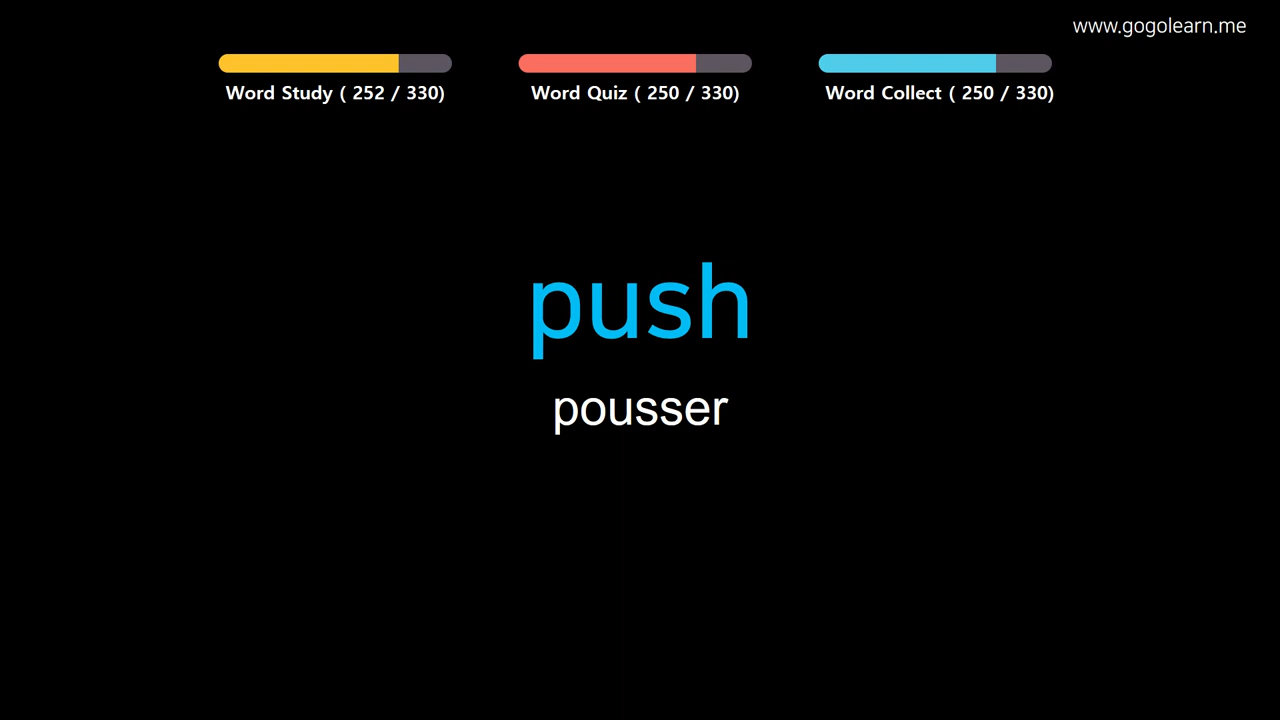 www.gogolearn.me
Word Study ( 252 / 330)
Word Quiz ( 250 / 330)
Word Collect ( 250 / 330)
push
pousser